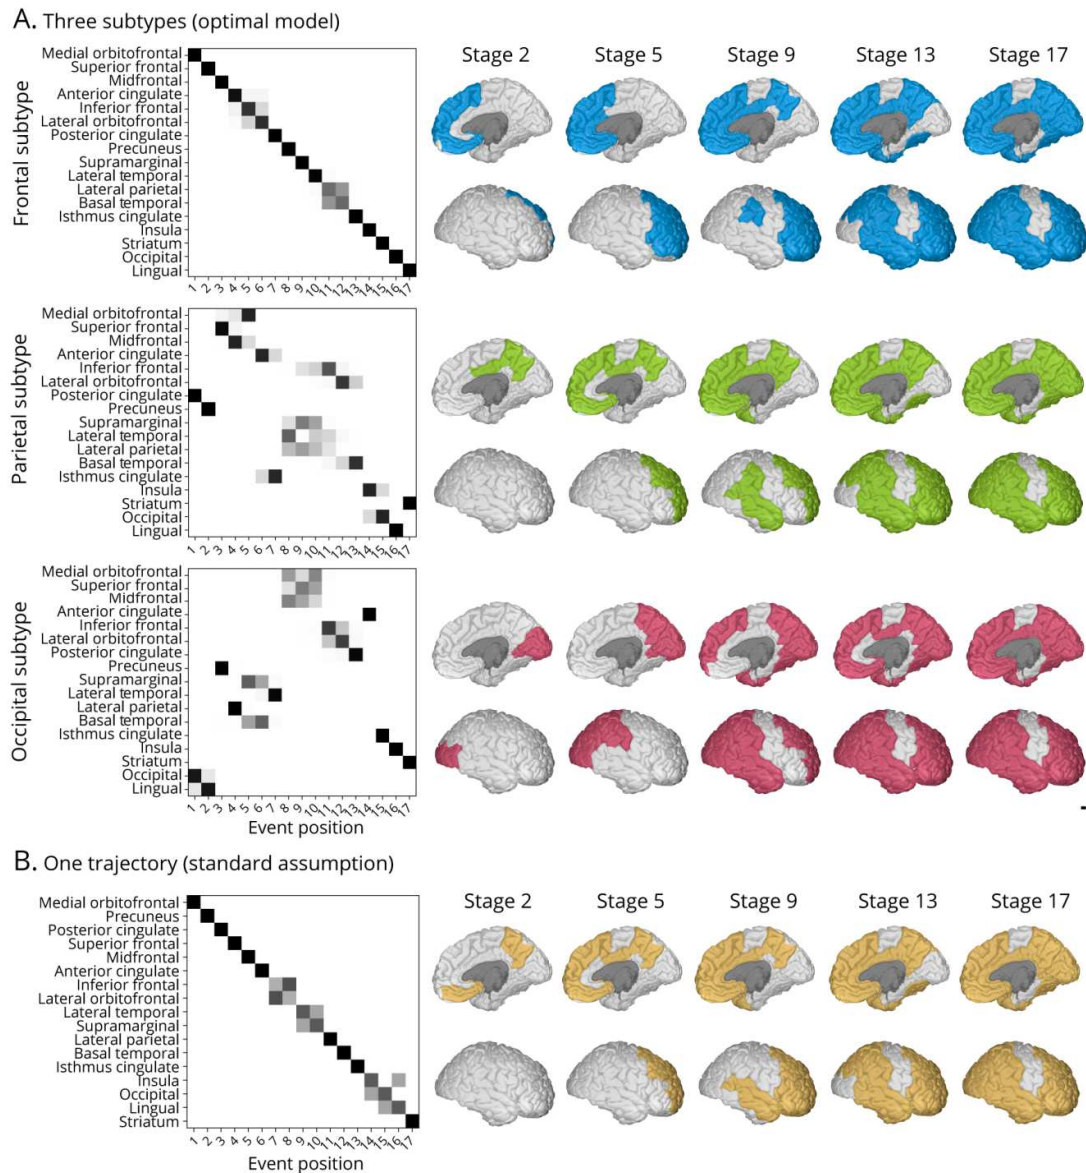 A. Three subtypes (optimal model)
Frontal subtype
Medial orbitofrontal
Superior frontal
Midfrontal
Anterior cingulate
Inferior frontal
Lateral orbitofrontal
Posterior cingulate
Precuneus
Supramarginal
Lateral temporal
Lateral parietal
Basal temporal
Isthmus cingulate
Insula
Striatum
Occipital
Lingual
1 2 3 4 5 6 7 8 9 10 11 12 13 14 15 16 17
Stage 2 Stage 5 Stage 9 Stage 13 Stage 17
Parietal subtype
Medial orbitofrontal
Superior frontal
Midfrontal
Anterior cingulate
Inferior frontal
Lateral orbitofrontal
Posterior cingulate
Precuneus
Supramarginal
Lateral temporal
Lateral parietal
Basal temporal
Isthmus cingulate
Insula
Striatum
Occipital
Lingual
1 2 3 4 5 6 7 8 9 10 11 12 13 14 15 16 17
Occipital subtype
Medial orbitofrontal
Superior frontal
Midfrontal
Anterior cingulate
Inferior frontal
Lateral orbitofrontal
Posterior cingulate
Precuneus
Supramarginal
Lateral temporal
Lateral parietal
Basal temporal
Isthmus cingulate
Insula
Striatum
Occipital
Lingual
1 2 3 4 5 6 7 8 9 10 11 12 13 14 15 16 17
Event position
B. One trajectory (standard assumption)
Medial orbitofrontal
Precuneus
Posterior cingulate
Superior frontal
Midfrontal
Anterior cingulate
Inferior frontal
Lateral orbitofrontal
Lateral temporal
Supramarginal
Lateral parietal
Basal temporal
Isthmus cingulate
Insula
Occipital
Lingual
Striatum
1 2 3 4 5 6 7 8 9 10 11 12 13 14 15 16 17
Event position
Stage 2 Stage 5 Stage 9 Stage 13 Stage 17